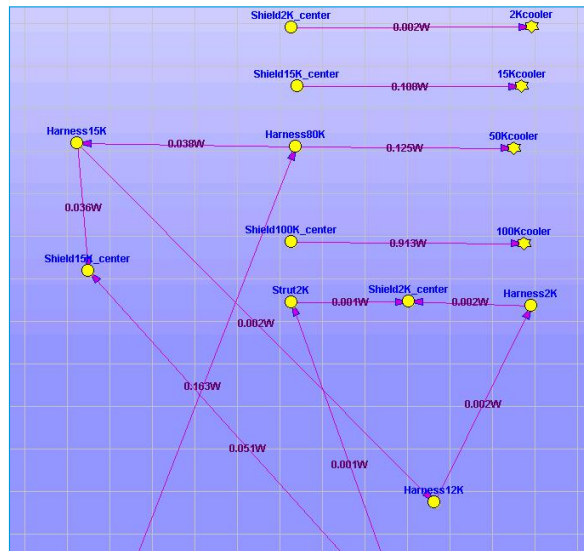 Shield2K_center 2Kcooler
0.002W
Shield15K_center 15Kcooler
0.108W
Harness15K Harness80K 50Kcooler
0.038W 0.125W
0.036W
Shield15K_center Shield100K_center 100Kcooler
0.913W
Strut2K Shield2K_center Harness2K
0.001W 0.002W
0.002W
0.163W
0.002W
0.051W
0.001W
Harness12K